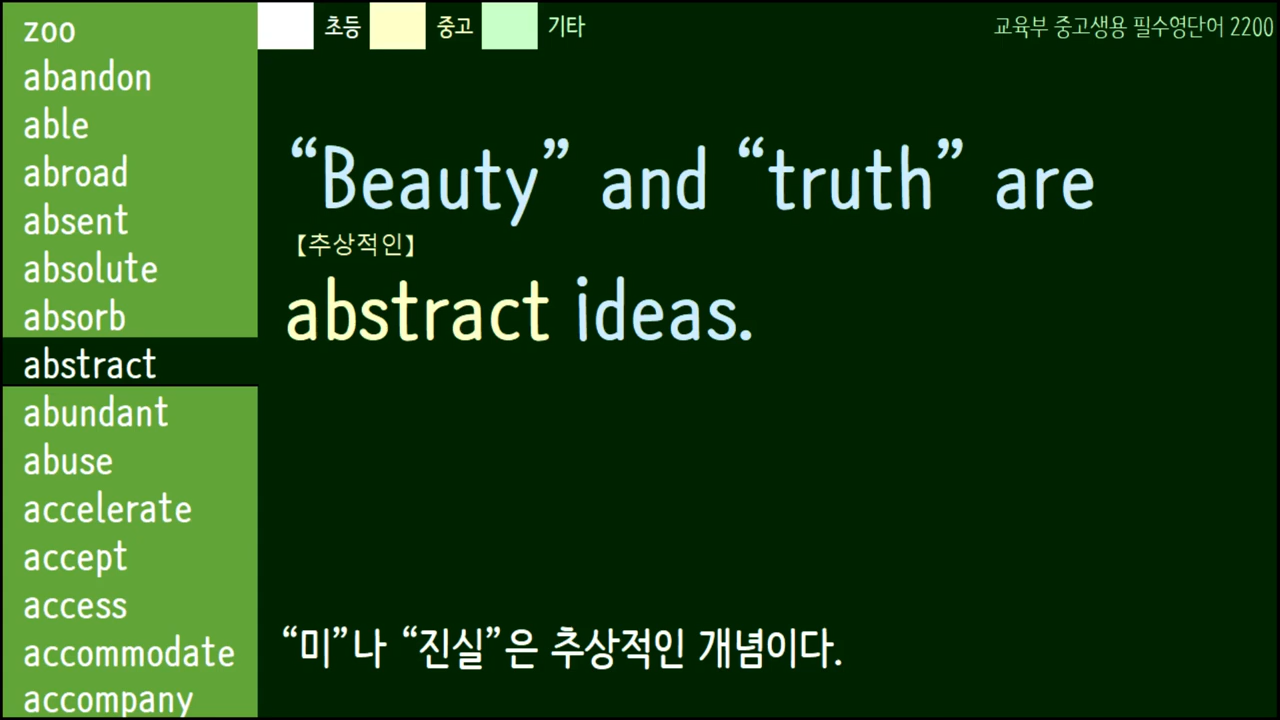 zoo
abandon
able
abroad
absent
absolute
absorb
abstract
abundant
abuse
accelerate
accept
access
accommodate
accompany
초등 중고 기타
교육부 중고생용 필수영단어 2200
“Beauty” and “truth” are
【추상적인】
abstract ideas.
“미”나 “진실”은 추상적인 개념이다.